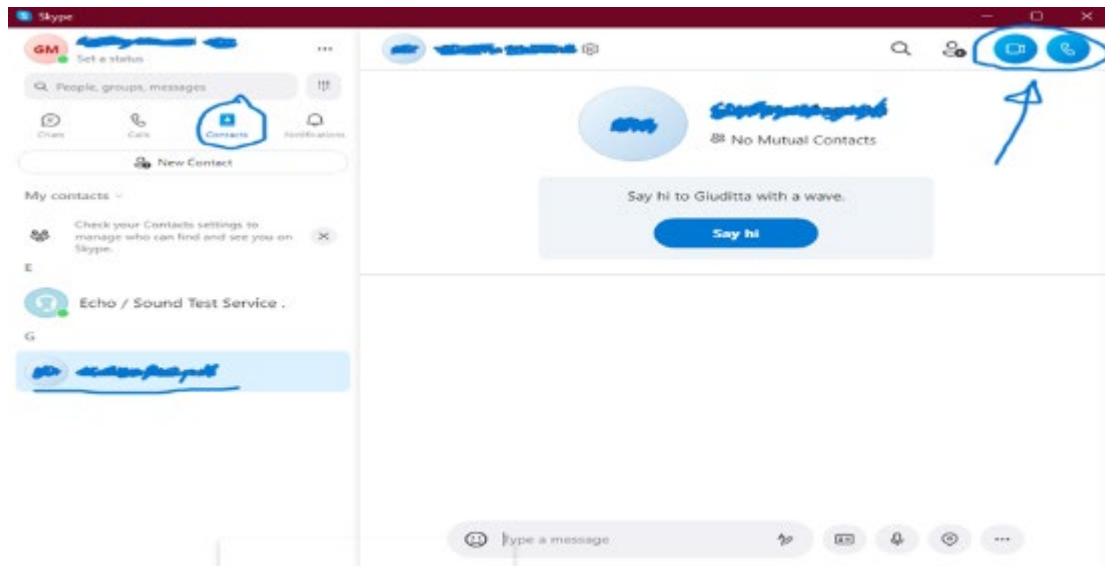 Skype
GM
Set a status
People, groups, messages
Chats Calls Contacts Notifications
New Contact
My contacts
Check your Contacts settings to
manage who can find and see you on
Skype.
E
Echo / Sound Test Service .
G
No Mutual Contacts
Say hi to Giuditta with a wave.
Say hi
Type a message